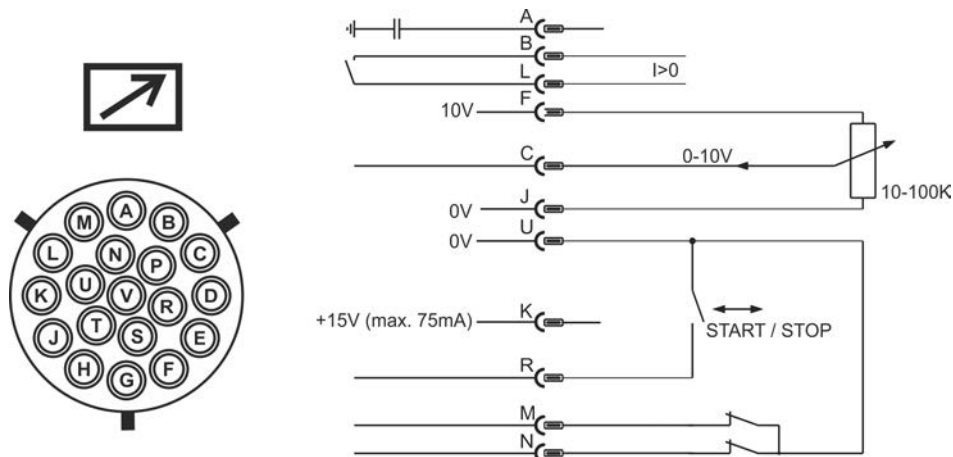 A
M
B
L
N
P
C
K
U
V
R
D
J
T
S
E
H
G
F
A
B
L
I>0
10V
F
C
0-10V
10-100K
0V
J
0V
U
+15V (max. 75mA)
K
START / STOP
R
M
N